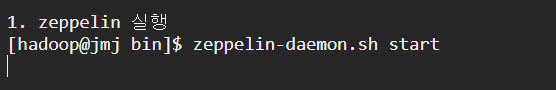 1. zeppelin 실행
[hadoop@jmj bin]$ zeppelin-daemon.sh start